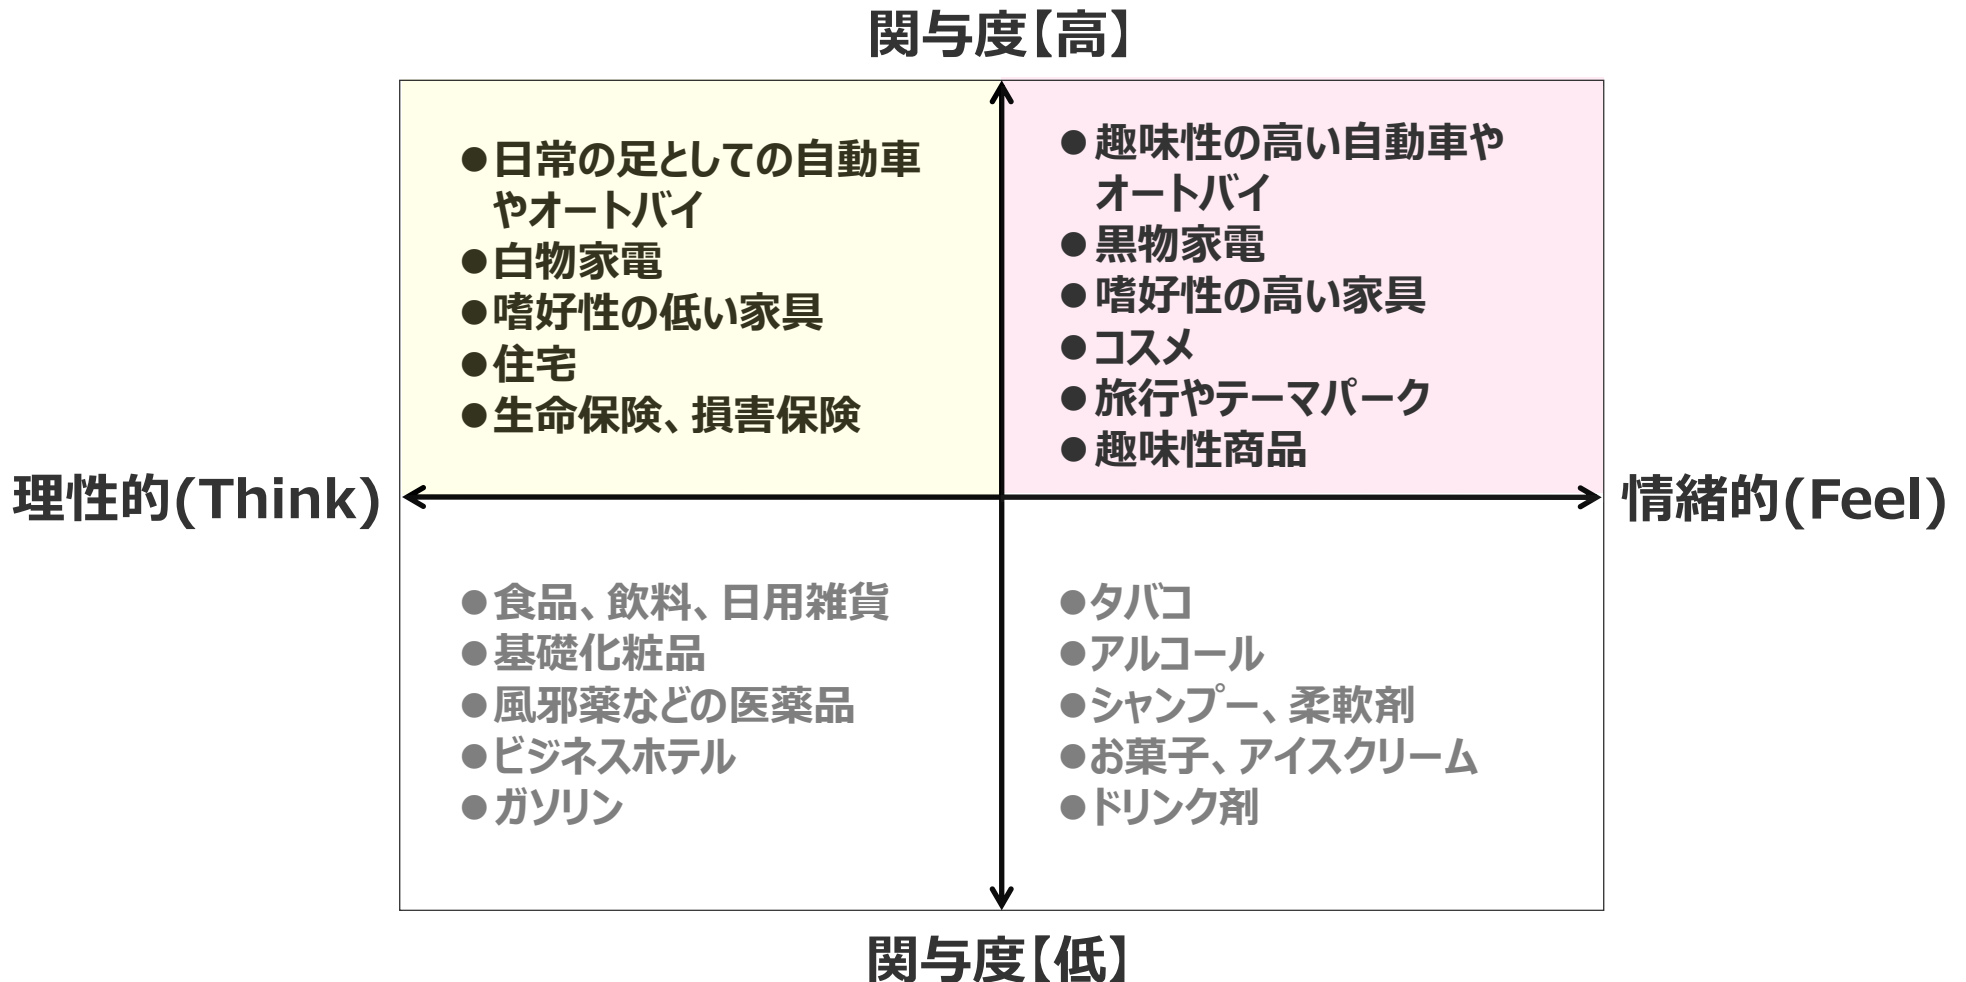 関与度【高】
●日常の足としての自動車
やオートバイ
●白物家電
●嗜好性の低い家具
●住宅
●生命保険、損害保険
●趣味性の高い自動車や
オートバイ
●黒物家電
●嗜好性の高い家具
●コスメ
●旅行やテーマパーク
●趣味性商品
理性的(Think)
情緒的(Feel)
●食品、飲料、日用雑貨
●基礎化粧品
●風邪薬などの医薬品
●ビジネスホテル
●ガソリン
●タバコ
●アルコール
●シャンプー、柔軟剤
●お菓子、アイスクリーム
●ドリンク剤
関与度【低】